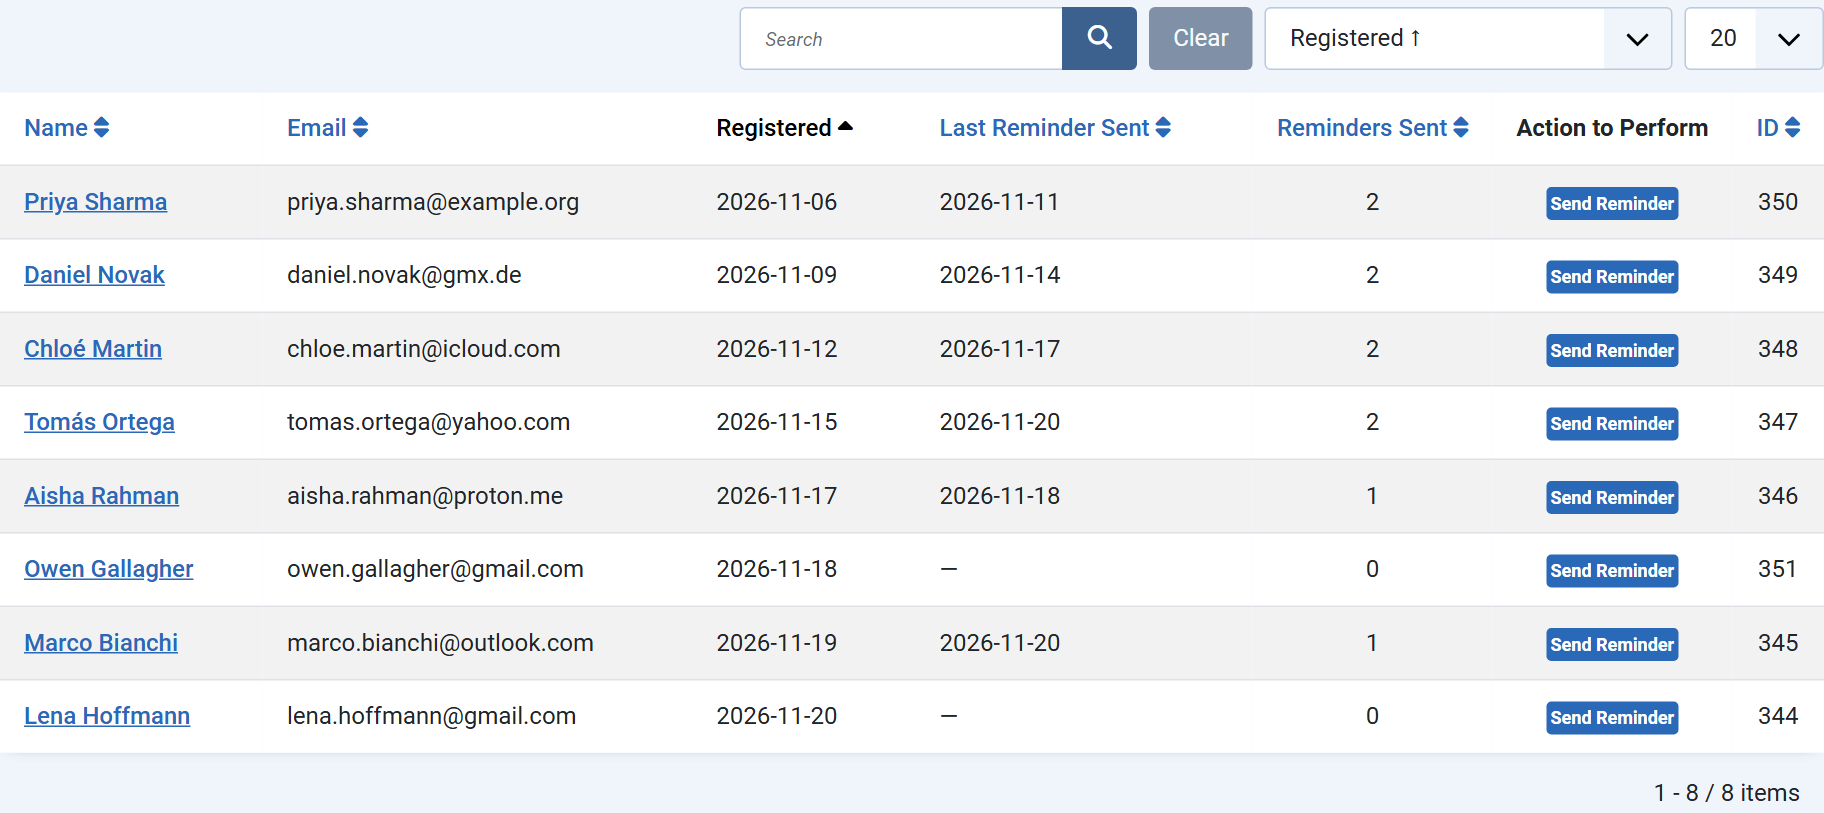 Search Clear Registered ↑ 20
Name Email Registered Last Reminder Sent Reminders Sent Action to Perform ID
Priya Sharma priya.sharma@example.org 2026-11-06 2026-11-11 2 Send Reminder 350
Daniel Novak daniel.novak@gmx.de 2026-11-09 2026-11-14 2 Send Reminder 349
Chloé Martin chloe.martin@icloud.com 2026-11-12 2026-11-17 2 Send Reminder 348
Tomás Ortega tomas.ortega@yahoo.com 2026-11-15 2026-11-20 2 Send Reminder 347
Aisha Rahman aisha.rahman@proton.me 2026-11-17 2026-11-18 1 Send Reminder 346
Owen Gallagher owen.gallagher@gmail.com 2026-11-18 — 0 Send Reminder 351
Marco Bianchi marco.bianchi@outlook.com 2026-11-19 2026-11-20 1 Send Reminder 345
Lena Hoffmann lena.hoffmann@gmail.com 2026-11-20 — 0 Send Reminder 344
1 - 8 / 8 items